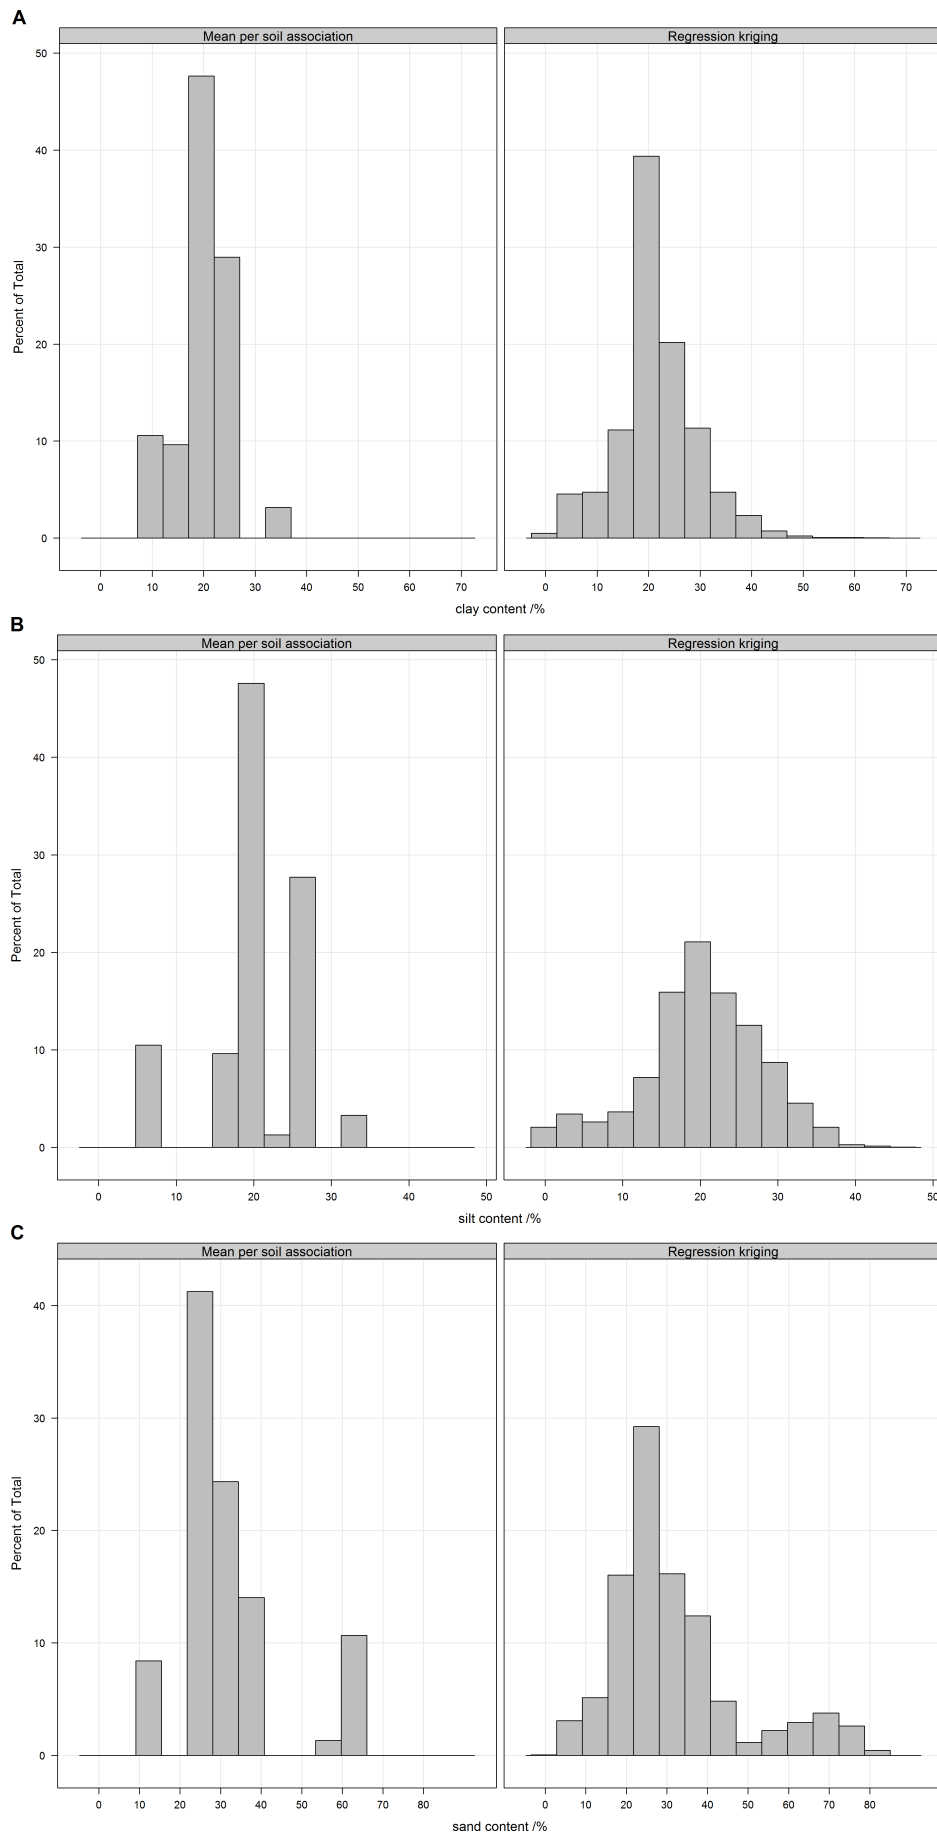 A
Mean per soil association Regression kriging
50
40
30
20
10
0
Percent of Total
0 10 20 30 40 50 60 70 0 10 20 30 40 50 60 70
clay content /%
B
Mean per soil association Regression kriging
50
40
30
20
10
0
Percent of Total
0 10 20 30 40 50 0 10 20 30 40 50
silt content /%
C
Mean per soil association Regression kriging
40
30
20
10
0
Percent of Total
0 10 20 30 40 50 60 70 80 0 10 20 30 40 50 60 70 80
sand content /%